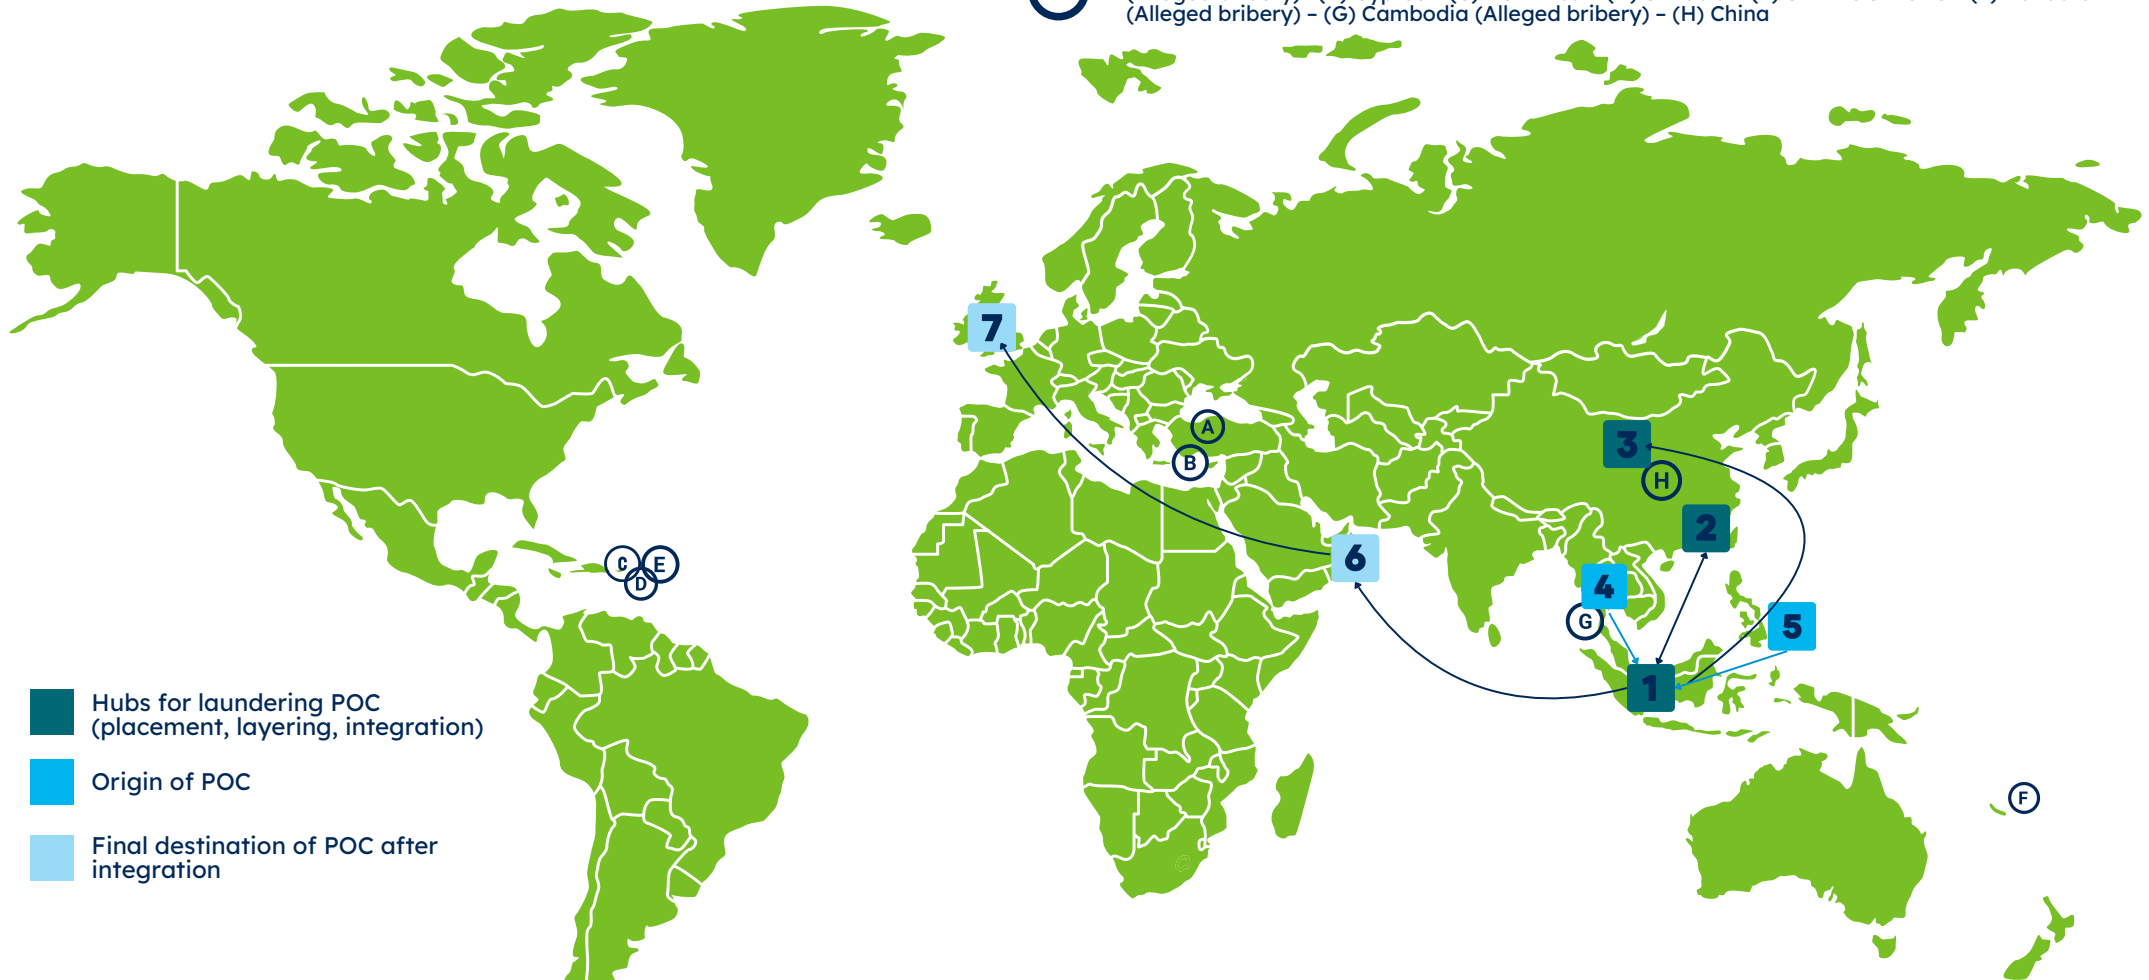 (Alleged bribery) – (G) Cambodia (Alleged bribery) – (H) China
7
A
3
B
H
2
C
E
6
D
4
G
5
1
Hubs for laundering POC
(placement, layering, integration)
Origin of POC
F
Final destination of POC after
integration